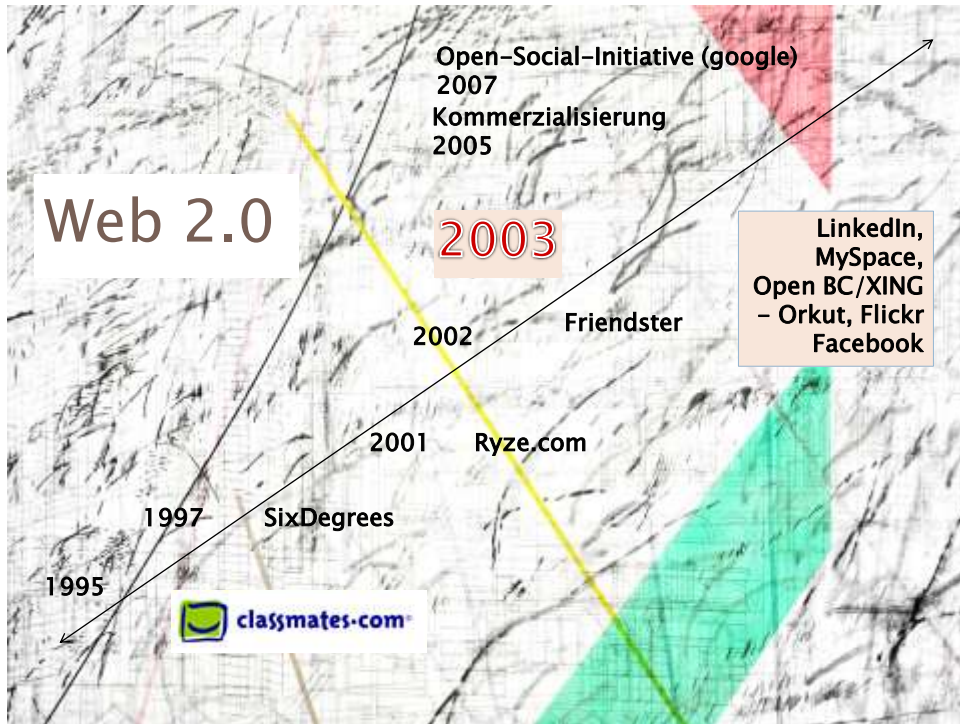 Open-Social-Initiative (google)
2007
Kommerzialisierung
2005
Web 2.0
2003
LinkedIn,
MySpace,
Open BC/XING
- Orkut, Flickr
Facebook
2002
Friendster
2001
Ryze.com
1997
SixDegrees
1995
classmates.com®